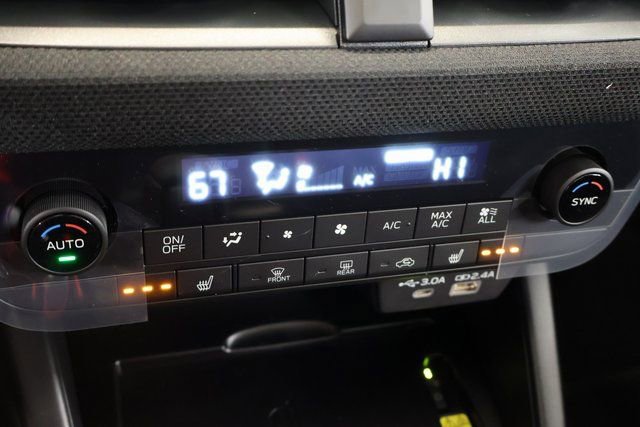 67 A/C HI
AUTO
ON/OFF
A/C
MAX A/C
ALL
SYNC
FRONT
REAR
3.0A
2.4A